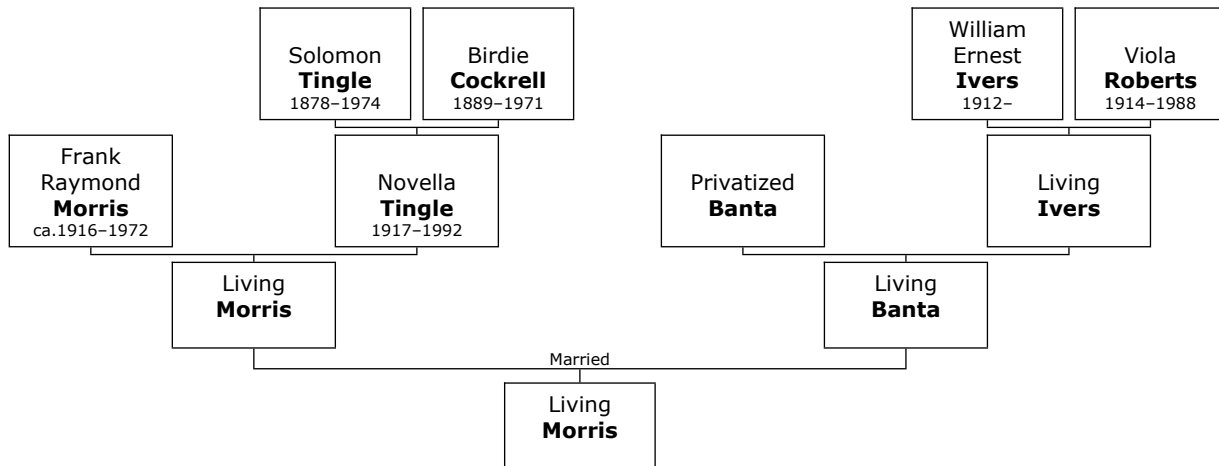 Solomon
Tingle
1878–1974
Birdie
Cockrell
1889–1971
William
Ernest
Ivers
1912–
Viola
Roberts
1914–1988
Frank
Raymond
Morris
ca.1916–1972
Novella
Tingle
1917–1992
Privatized
Banta
Living
Ivers
Living
Morris
Living
Banta
Married
Living
Morris